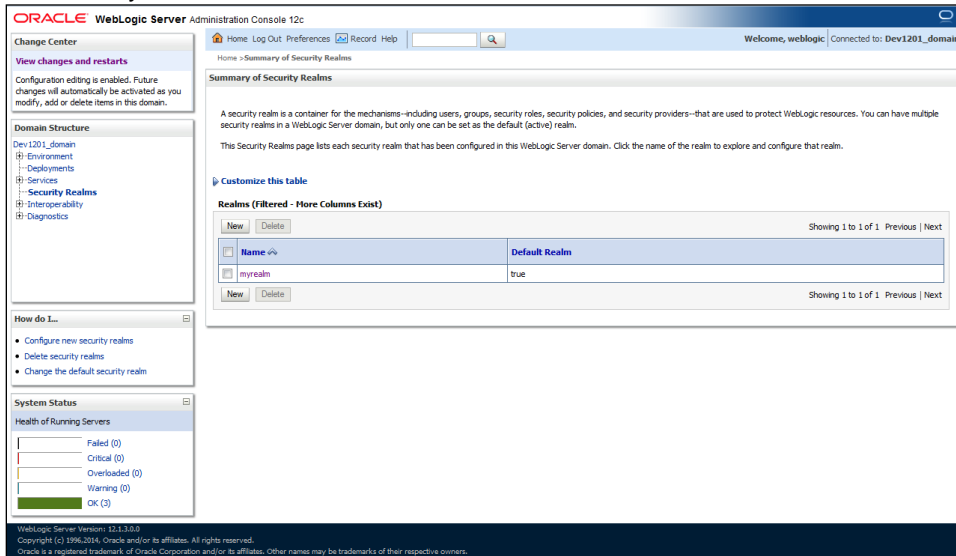 ORACLE WebLogic Server Administration Console 12c
Change Center
View changes and restarts
Configuration editing is enabled. Future
changes will automatically be activated as you
modify, add or delete items in this domain.
Domain Structure
Dev1201_domain
Environment
Deployments
Services
Security Realms
Interoperability
Diagnostics
How do I...
Configure new security realms
Delete security realms
Change the default security realm
System Status
Health of Running Servers
Failed (0)
Critical (0)
Overloaded (0)
Warning (0)
OK (3)
Home Log Out Preferences Record Help
Welcome, weblogic Connected to: Dev1201_domain
Home >Summary of Security Realms
Summary of Security Realms
A security realm is a container for the mechanisms--including users, groups, security roles, security policies, and security providers--that are used to protect WebLogic resources. You can have multiple
security realms in a WebLogic Server domain, but only one can be set as the default (active) realm.
This Security Realms page lists each security realm that has been configured in this WebLogic Server domain. Click the name of the realm to explore and configure that realm.
Customize this table
Realms (Filtered - More Columns Exist)
New Delete Showing 1 to 1 of 1 Previous | Next
Name Default Realm
myrealm true
New Delete Showing 1 to 1 of 1 Previous | Next
WebLogic Server Version: 12.1.3.0.0
Copyright (c) 1996,2014, Oracle and/or its affiliates. All rights reserved.
Oracle is a registered trademark of Oracle Corporation and/or its affiliates. Other names may be trademarks of their respective owners.